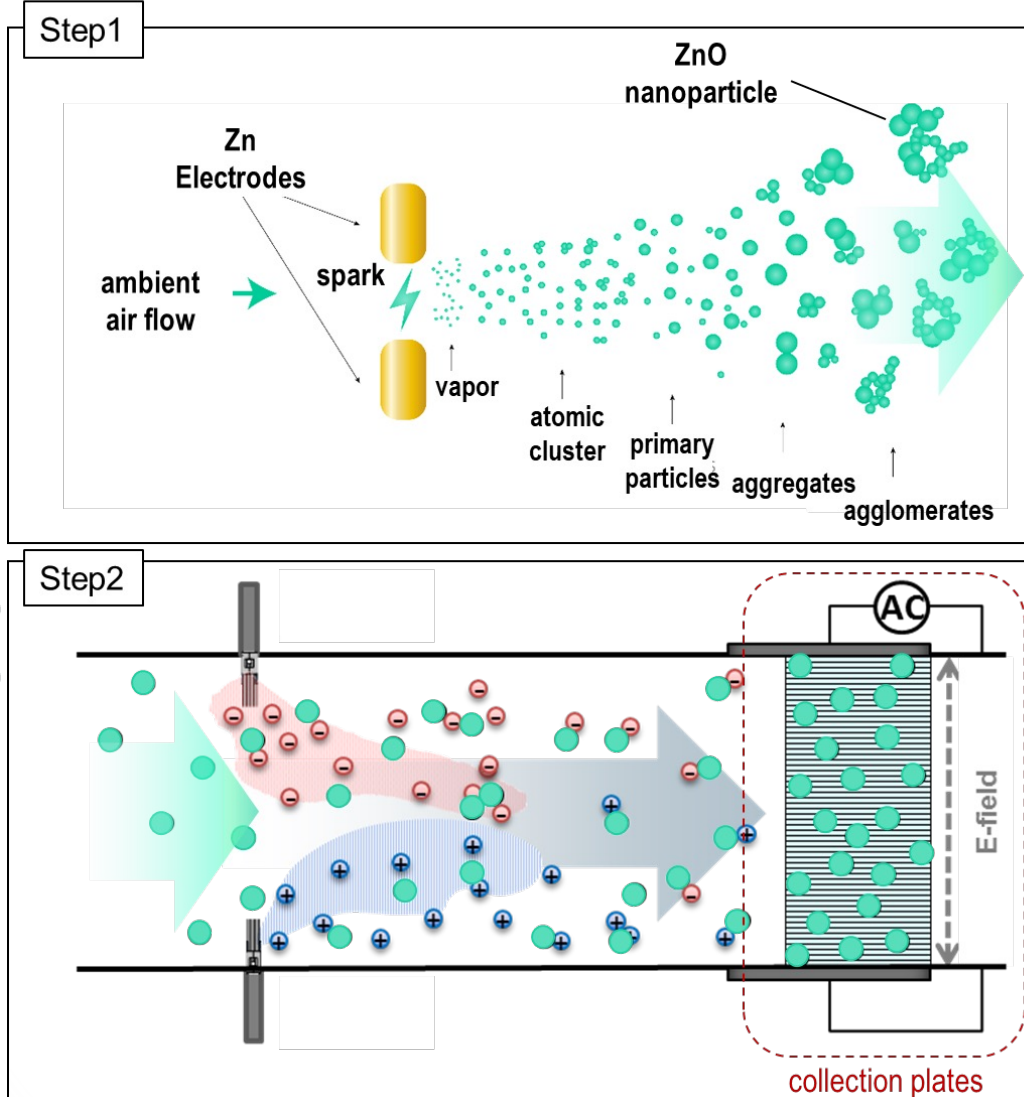 Step1
ZnO
nanoparticle
Zn
Electrodes
ambient
air flow
spark
vapor
atomic
cluster
primary
particles
aggregates
agglomerates
Step2
AC
E-field
collection plates